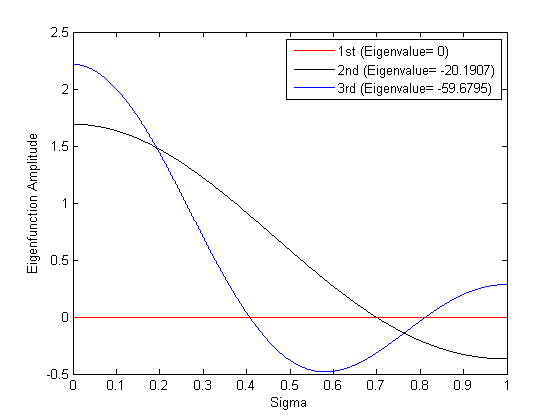 2.5
1st (Eigenvalue= 0)
2nd (Eigenvalue= -20.1907)
3rd (Eigenvalue= -59.6795)
2
1.5
1
0.5
0
-0.5
Eigenfunction Amplitude
0 0.1 0.2 0.3 0.4 0.5 0.6 0.7 0.8 0.9 1
Sigma